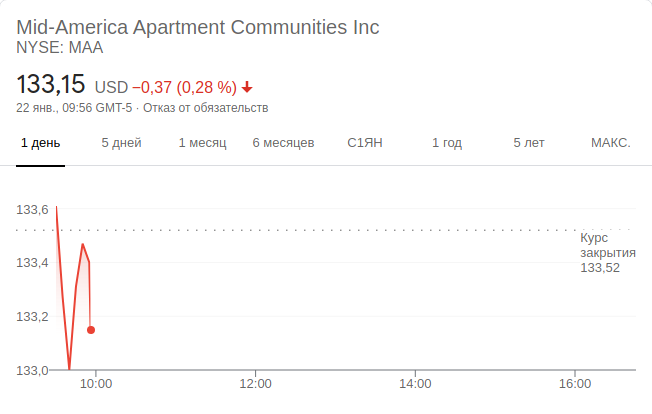 Mid-America Apartment Communities Inc
NYSE: MAA
133,15 USD −0,37 (0,28 %)
22 янв., 09:56 GMT-5 · Отказ от обязательств
1 день 5 дней 1 месяц 6 месяцев С1ЯН 1 год 5 лет МАКС.
133,6
Курс
закрытия
133,52
133,4
133,2
133,0
10:00 12:00 14:00 16:00